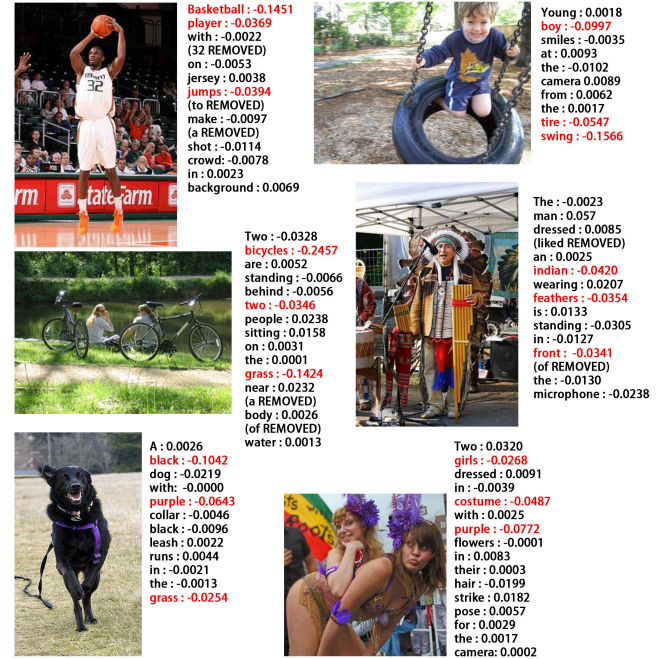 Basketball : -0.1451
player : -0.0369
with : -0.0022
(32 REMOVED)
on : -0.0053
jersey : 0.0038
jumps : -0.0394
(to REMOVED)
make : -0.0097
(a REMOVED)
shot : -0.0114
crowd: -0.0078
in : 0.0023
background : 0.0069
32
rm
StateFarm
Young : 0.0018
boy : -0.0997
smiles : -0.0035
at : 0.0093
the : -0.0102
camera 0.0089
from : 0.0062
the : 0.0017
tire : -0.0547
swing : -0.1566
Two : -0.0328
bicycles : -0.2457
are : 0.0052
standing : -0.0066
behind : -0.0056
two : -0.0346
people : 0.0238
sitting : 0.0158
on : 0.0031
the : 0.0001
grass : -0.1424
near : 0.0232
(a REMOVED)
body : 0.0026
(of REMOVED)
water : 0.0013
The : -0.0023
man : 0.057
dressed : 0.0085
(liked REMOVED)
an : 0.0025
indian : -0.0420
wearing : 0.0207
feathers : -0.0354
is : 0.0133
standing : -0.0305
in : -0.0127
front : -0.0341
(of REMOVED)
the : -0.0130
microphone : -0.0238
A : 0.0026
black : -0.1042
dog : -0.0219
with: -0.0000
purple : -0.0643
collar : -0.0046
black : -0.0096
leash : 0.0022
runs : 0.0044
in : -0.0021
the : -0.0013
grass : -0.0254
Two : 0.0320
girls : -0.0268
dressed : 0.0091
in : -0.0039
costume : -0.0487
with : 0.0025
purple : -0.0772
flowers : -0.0001
in : 0.0083
their : 0.0003
hair : -0.0199
strike : 0.0182
pose : 0.0057
for : 0.0029
the : 0.0017
camera: 0.0002